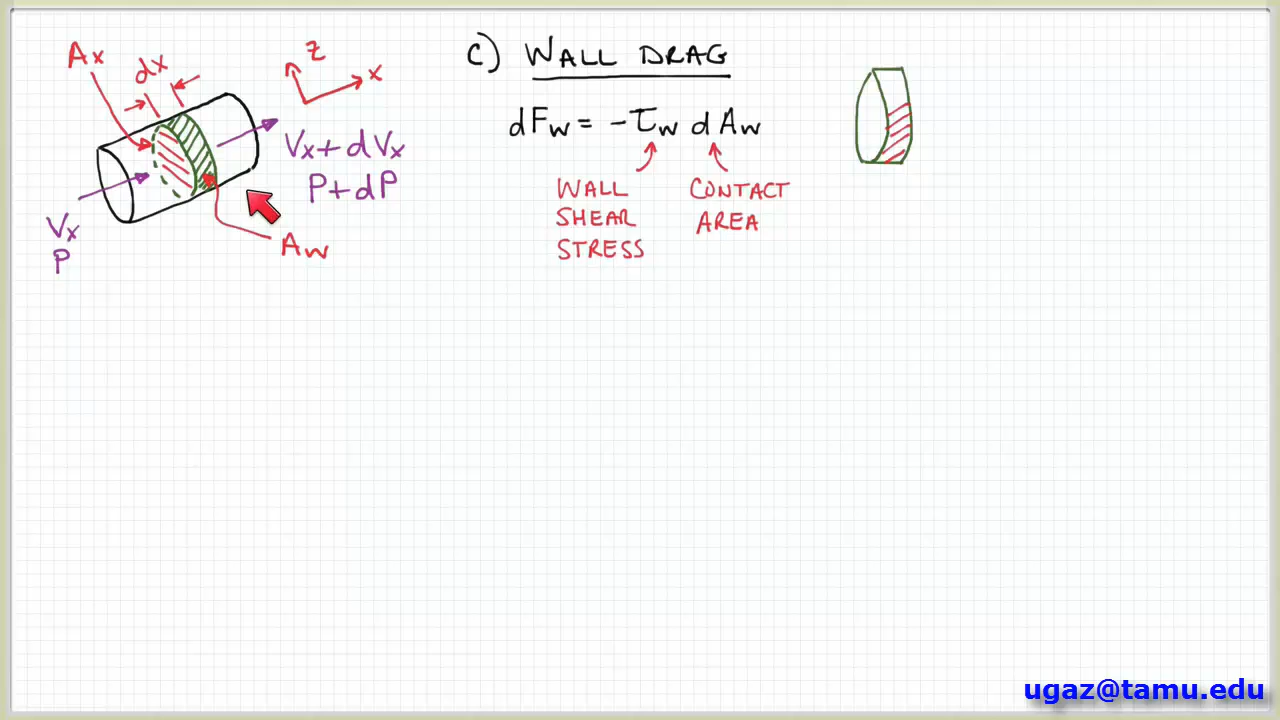 Ax
dx
z
x
Vx+dVx
P+dP
Vx
P
Aw
C) WALL DRAG
dFw = -τw dAw
WALL
SHEAR
STRESS
CONTACT
AREA
ugaz@tamu.edu